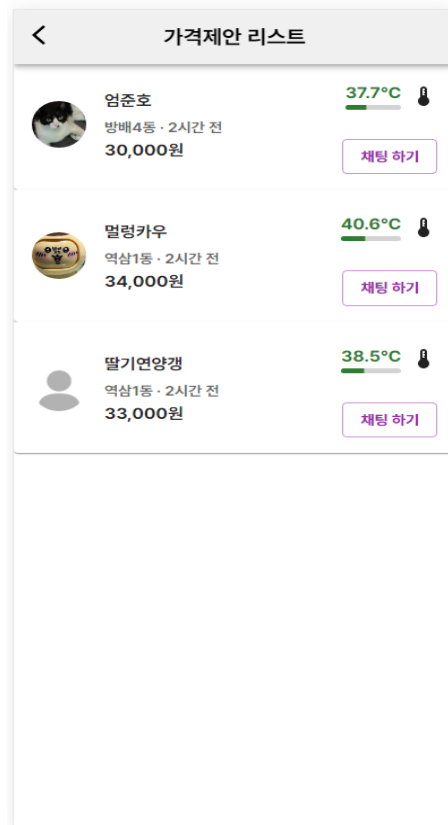 가격제안 리스트
엄준호
37.7°C
방배4동 · 2시간 전
30,000원
채팅 하기
멀렁카우
40.6°C
역삼1동 · 2시간 전
34,000원
채팅 하기
딸기연양갱
38.5°C
역삼1동 · 2시간 전
33,000원
채팅 하기